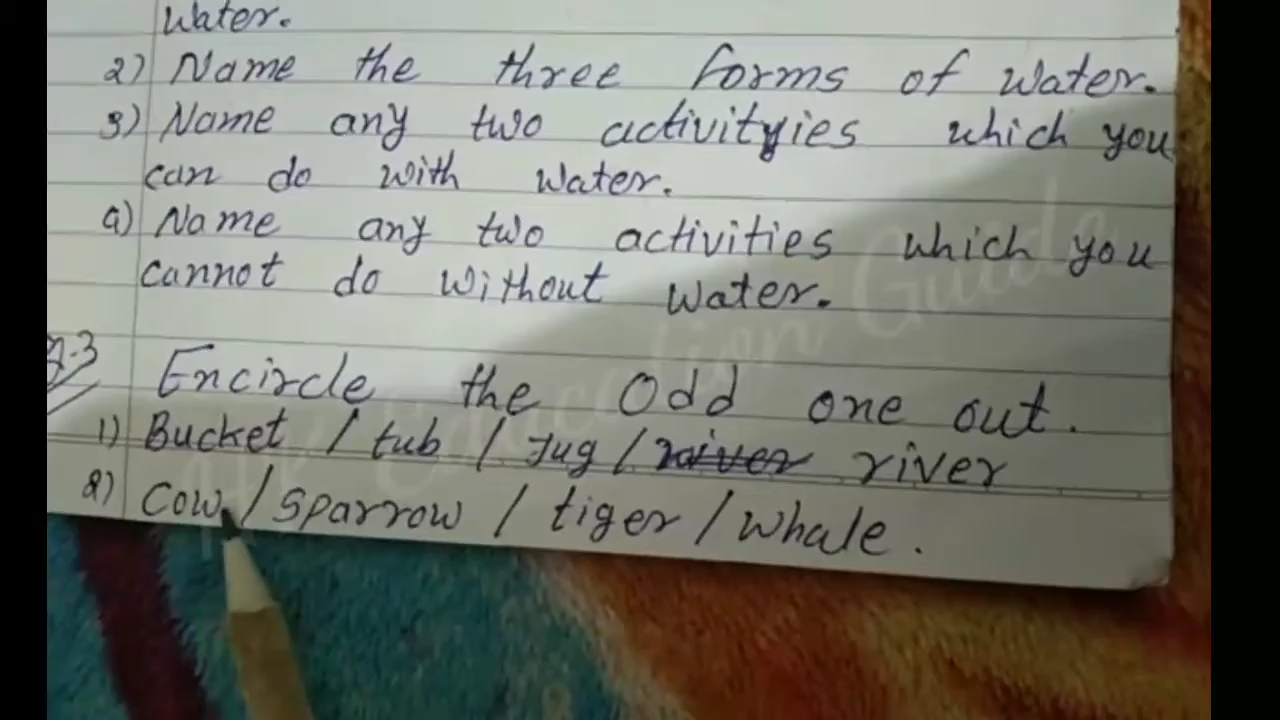 Water.
2) Name the three forms of water.
3) Name any two activityies which you
can do with water.
4) Name any two activities which you
cannot do without water.
Q.3 Encircle the Odd one out.
1) Bucket / tub / Jug / river river
2) Cow / Sparrow / tiger / whale.
Education Guide